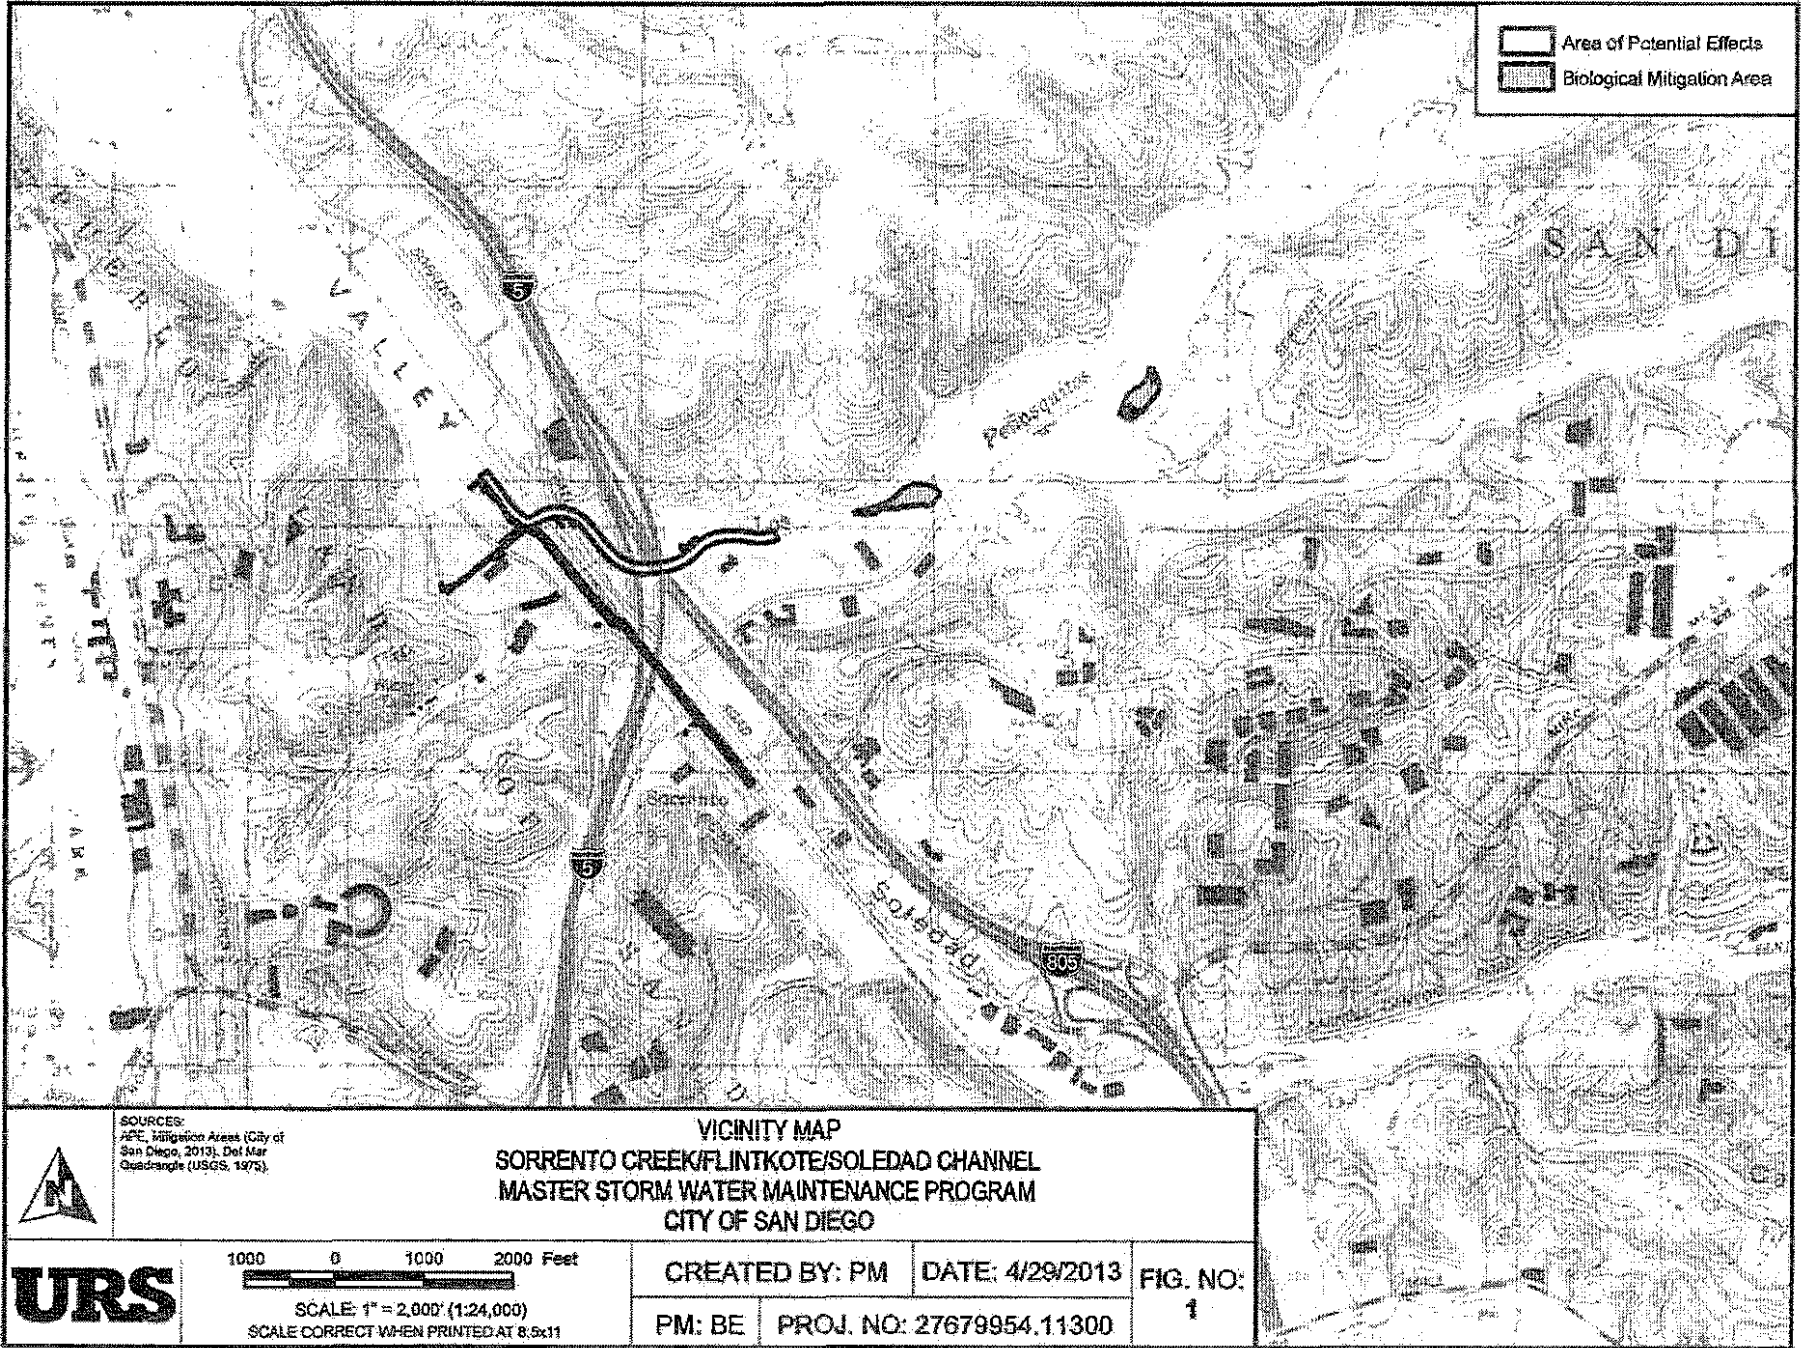 Area of Potential Effects
Biological Mitigation Area
SAN DI
VALLEY
SORRENTO
5
Penasquitos
Sorrento
5
Soledad
805
SOURCES:
APE, Mitigation Areas (City of
San Diego, 2013). Del Mar
Quadrangle (USGS, 1975).
N
VICINITY MAP
SORRENTO CREEK/FLINTKOTE/SOLEDAD CHANNEL
MASTER STORM WATER MAINTENANCE PROGRAM
CITY OF SAN DIEGO
URS
1000 0 1000 2000 Feet
SCALE: 1" = 2,000' (1:24,000)
SCALE CORRECT WHEN PRINTED AT 8.5x11
CREATED BY: PM
DATE: 4/29/2013
FIG. NO:
1
PM: BE
PROJ. NO: 27679954.11300